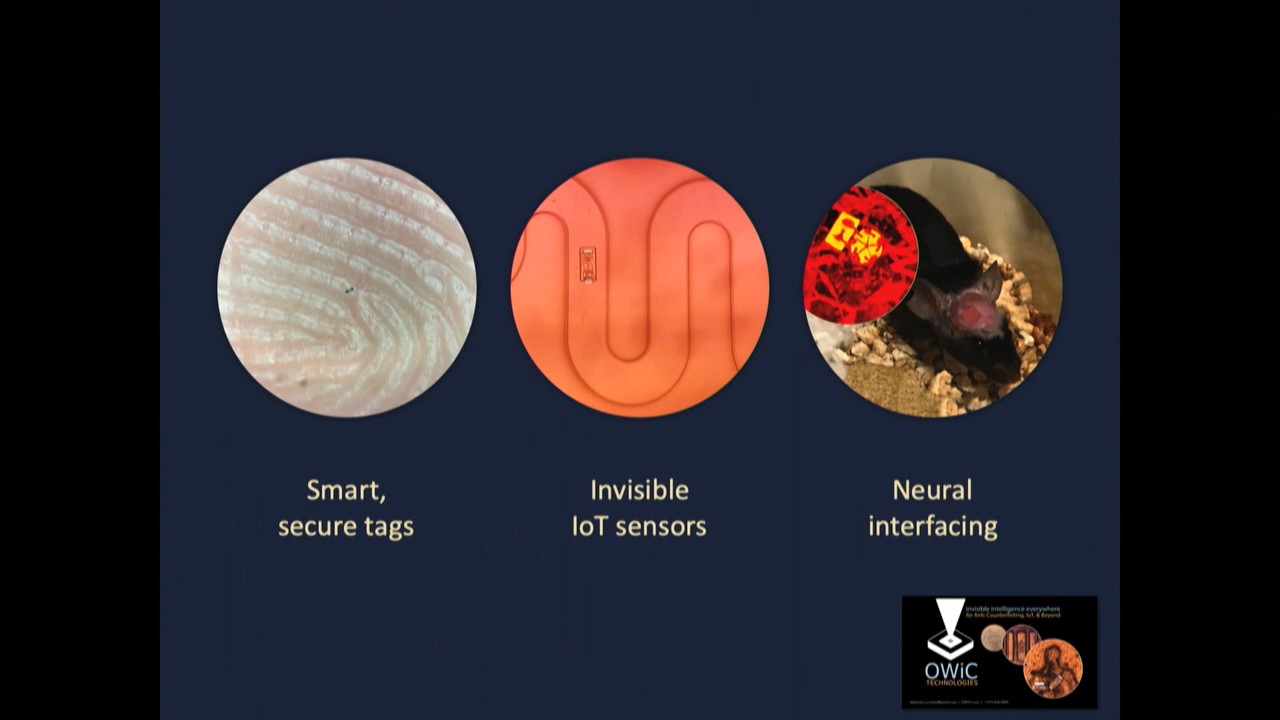 Smart,
secure tags
Invisible
IoT sensors
Neural
interfacing
invisible intelligence everywhere
for Anti-Counterfeiting, IoT, & Beyond
OWiC
TECHNOLOGIES